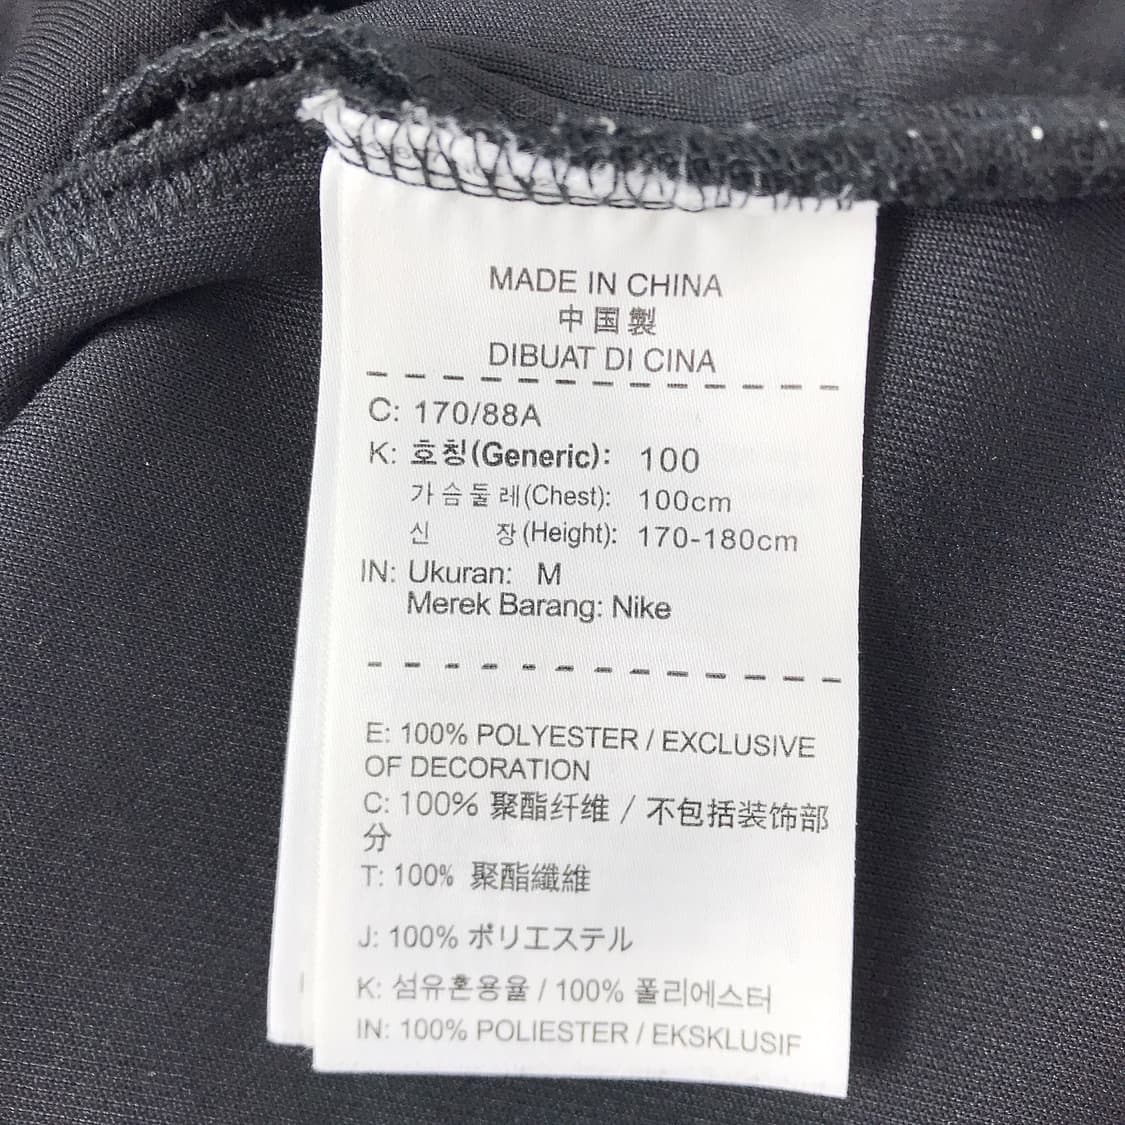 MADE IN CHINA
中国製
DIBUAT DI CINA
C: 170/88A
K: 호칭(Generic): 100
가슴둘레(Chest): 100cm
신 장(Height): 170-180cm
IN: Ukuran: M
Merek Barang: Nike
E: 100% POLYESTER / EXCLUSIVE
OF DECORATION
C: 100% 聚酯纤维 / 不包括装饰部
分
T: 100% 聚酯纖維
J: 100% ポリエステル
K: 섬유혼용율 / 100% 폴리에스터
IN: 100% POLIESTER / EKSKLUSIF